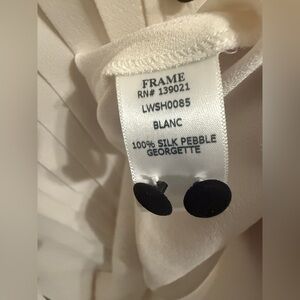 FRAME
RN# 139021
LWSH0085
BLANC
100% SILK PEBBLE
GEORGETTE